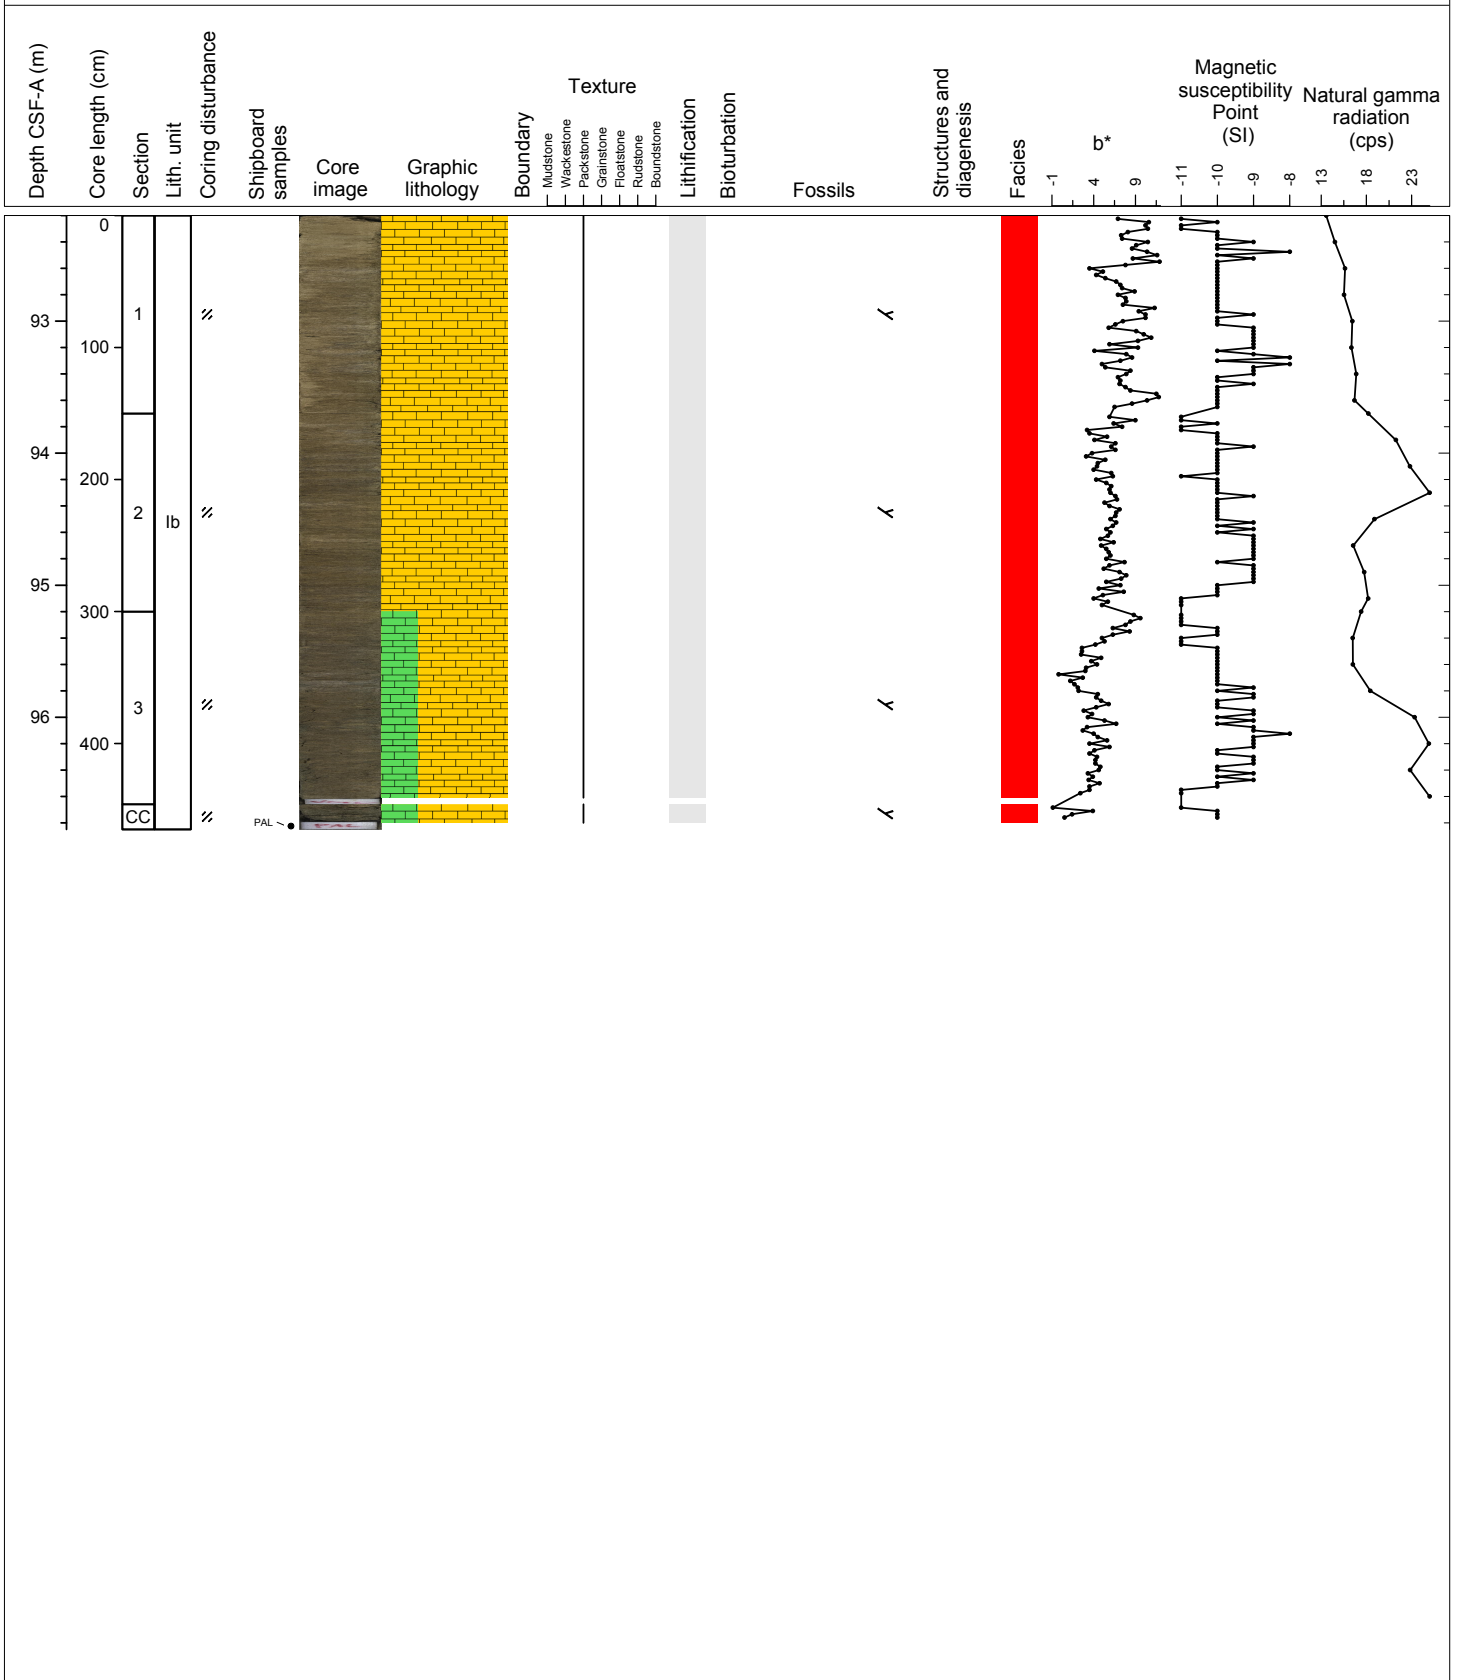 Depth CSF-A (m)
Core length (cm)
Section
Lith. unit
Coring disturbance
Shipboard
samples
Core
image
Graphic
lithology
Boundary
Texture
Mudstone
Wackestone
Packstone
Grainstone
Floatstone
Rudstone
Boundstone
Lithification
Bioturbation
Fossils
Structures and
diagenesis
Facies
b*
-1
4
9
Magnetic
susceptibility
Point
(SI)
-11
-10
-9
-8
Natural gamma
radiation
(cps)
13
18
23
93
94
95
96
0
100
200
300
400
1
2
3
CC
Ib
PAL
PAL